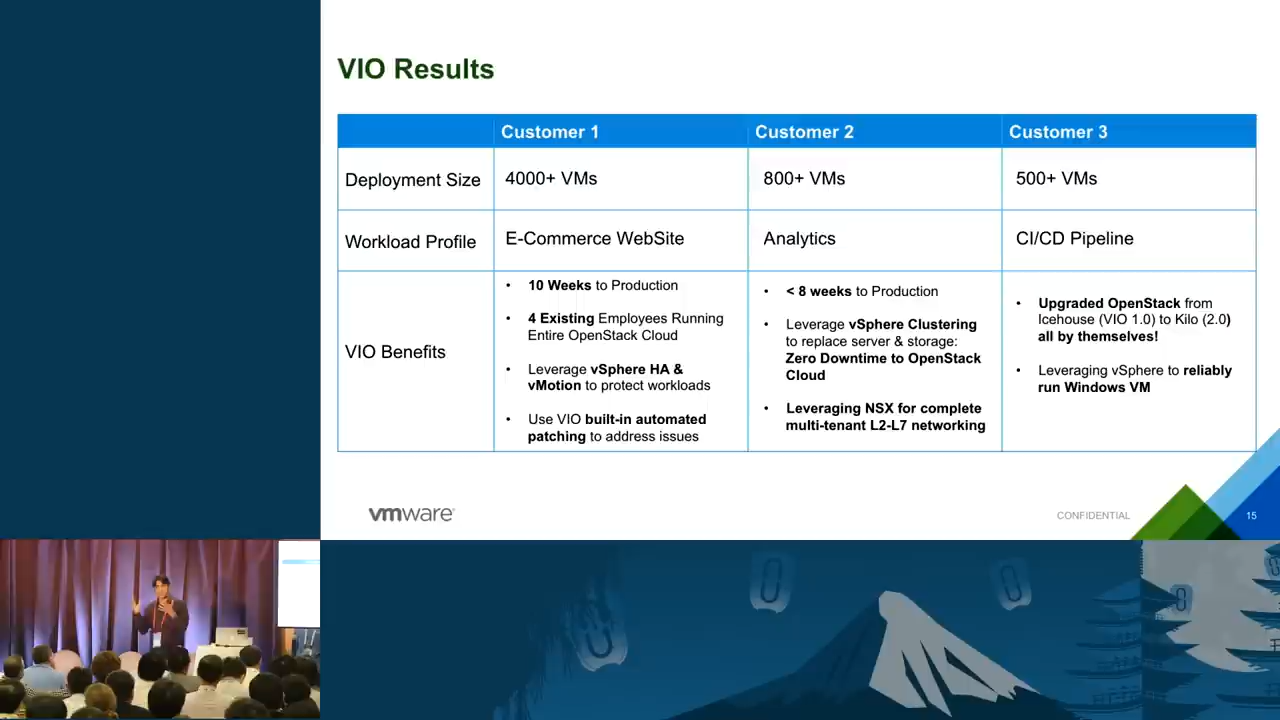 VIO Results
Customer 1 Customer 2 Customer 3
Deployment Size 4000+ VMs 800+ VMs 500+ VMs
Workload Profile E-Commerce WebSite Analytics CI/CD Pipeline
VIO Benefits
• 10 Weeks to Production
• 4 Existing Employees Running
Entire OpenStack Cloud
• Leverage vSphere HA &
vMotion to protect workloads
• Use VIO built-in automated
patching to address issues
• < 8 weeks to Production
• Leverage vSphere Clustering
to replace server & storage:
Zero Downtime to OpenStack
Cloud
• Leveraging NSX for complete
multi-tenant L2-L7 networking
• Upgraded OpenStack from
Icehouse (VIO 1.0) to Kilo (2.0)
all by themselves!
• Leveraging vSphere to reliably
run Windows VM
vmware
CONFIDENTIAL
15